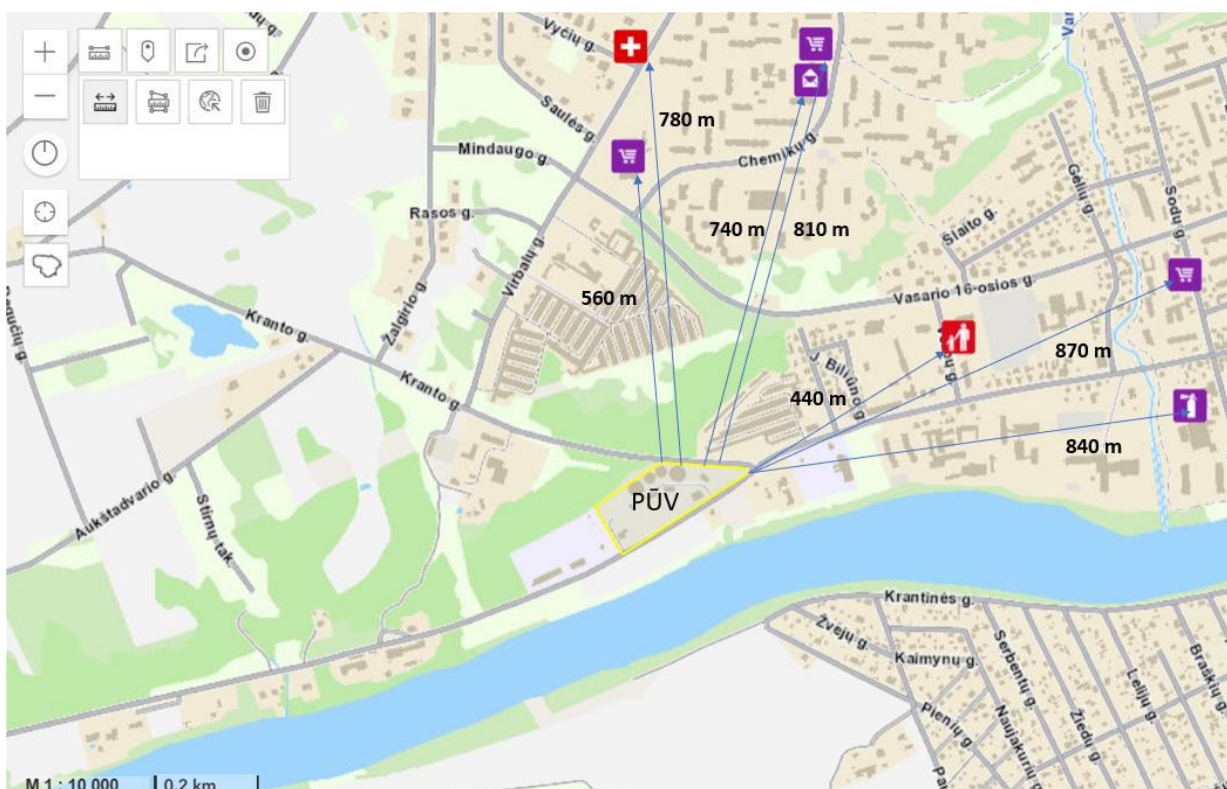 Vyčių g.
Saulės g.
780 m
Mindaugo g.
Chemikų g.
Gėlių g.
Sodų g.
Šlaito g.
Rasos g.
740 m
810 m
Virbalų g.
Vasario 16-osios g.
560 m
Žalgirio g.
Kranto g.
870 m
J. Biliūno g.
Kranto g.
440 m
840 m
PŪV
Aukštadvario g.
Stirnų tak.
Krantinės g.
Žvejų g.
Kaimynų g.
Serbentų g.
Braškių g.
Lelijų g.
Žiedų g.
Pienių g.
Naujakurių g.
M 1 : 10 000
0.2 km